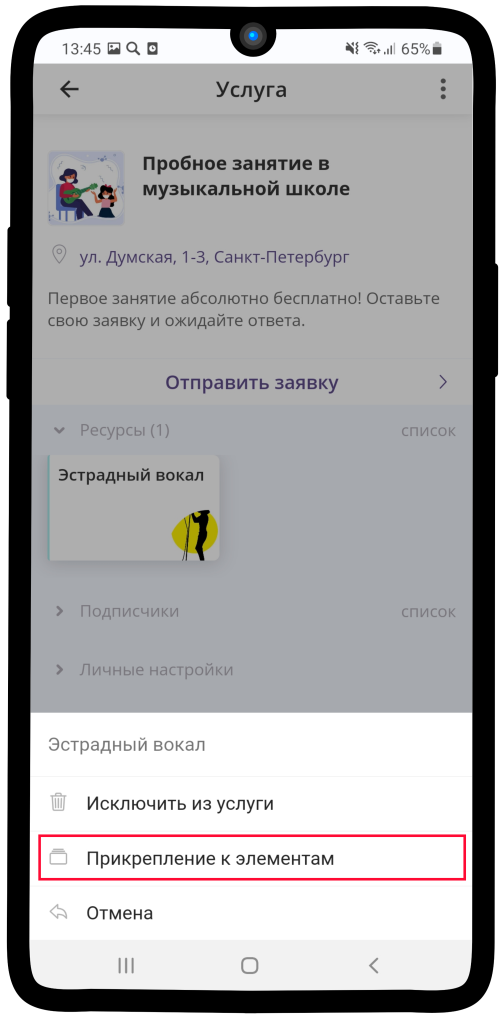 13:45 65%
Услуга
Пробное занятие в
музыкальной школе
ул. Думская, 1-3, Санкт-Петербург
Первое занятие абсолютно бесплатно! Оставьте
свою заявку и ожидайте ответа.
Отправить заявку
Ресурсы (1) список
Эстрадный вокал
Подписчики список
Личные настройки
Эстрадный вокал
Исключить из услуги
Прикрепление к элементам
Отмена